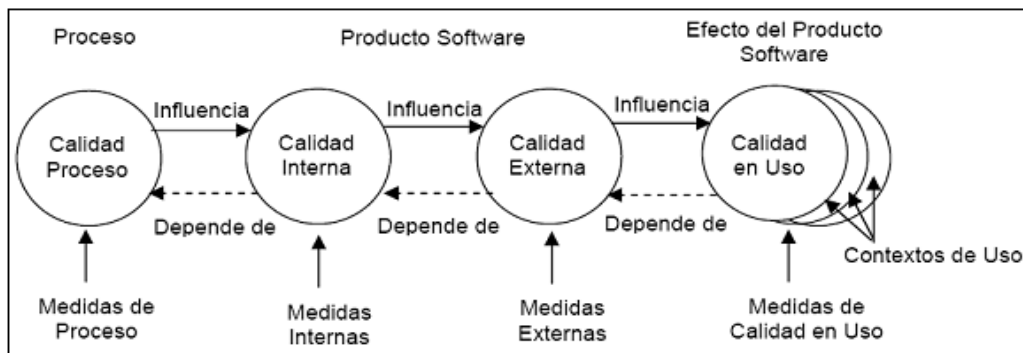 Proceso
Producto Software
Efecto del Producto
Software
Influencia
Influencia
Influencia
Calidad
Proceso
Calidad
Interna
Calidad
Externa
Calidad
en Uso
Depende de
Depende de
Depende de
Contextos de Uso
Medidas de
Proceso
Medidas
Internas
Medidas
Externas
Medidas de
Calidad en Uso